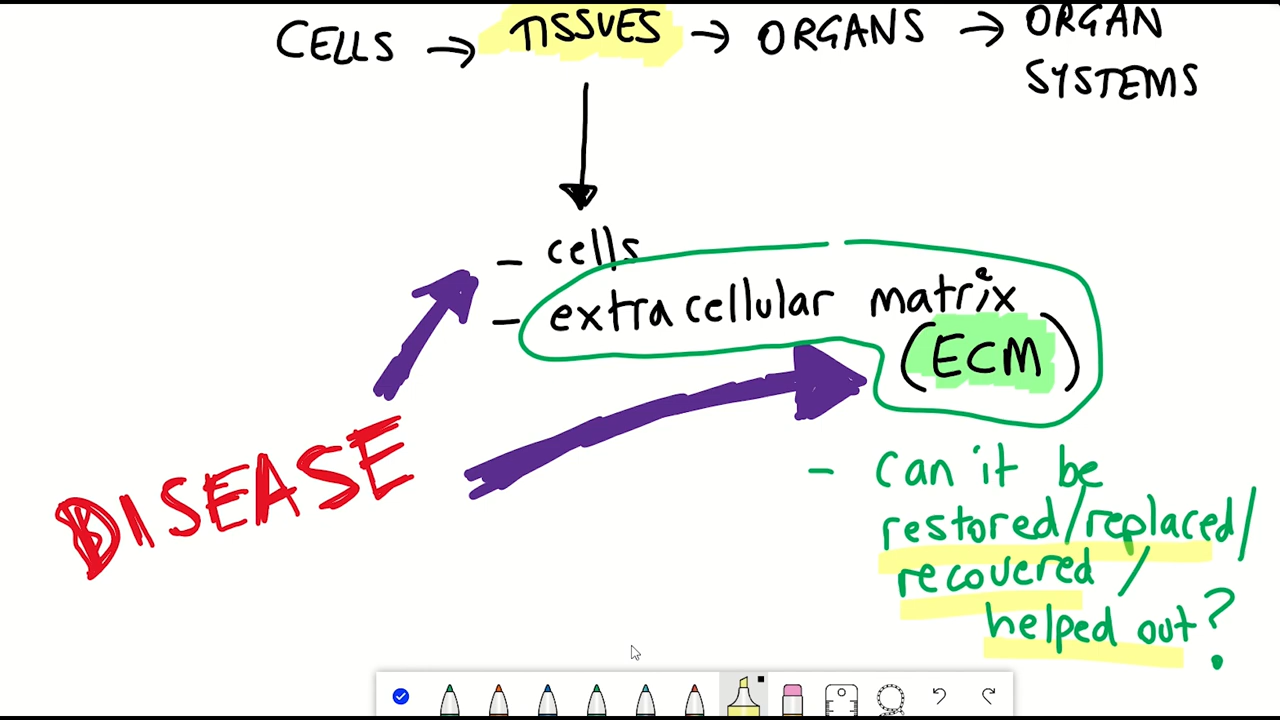 CELLS → TISSUES → ORGANS → ORGAN
SYSTEMS
- cells
- extracellular matrix
(ECM)
DISEASE
- can it be
restored/replaced/
recovered/
helped out?